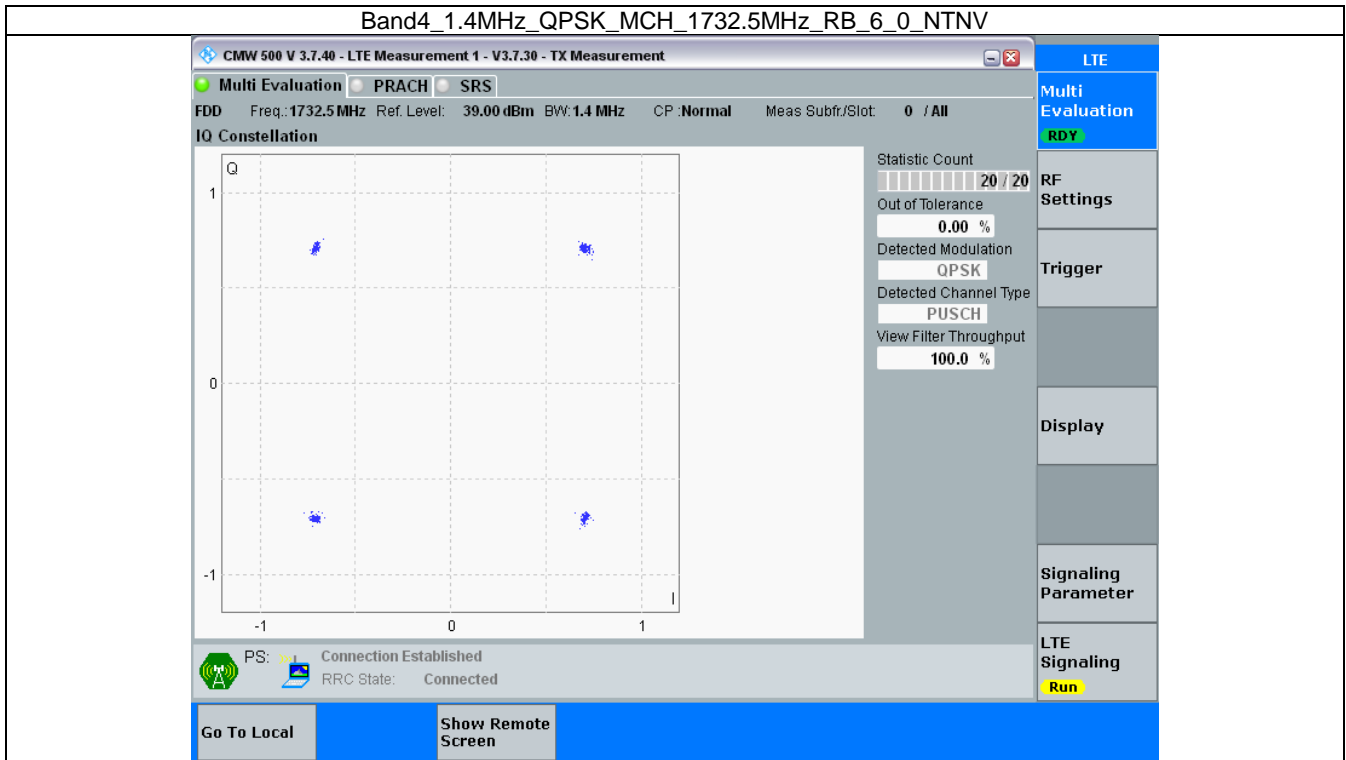 Band4_1.4MHz_QPSK_MCH_1732.5MHz_RB_6_0_NTNV
CMW 500 V 3.7.40 - LTE Measurement 1 - V3.7.30 - TX Measurement
LTE
Multi Evaluation PRACH SRS
FDD Freq.:1732.5 MHz Ref. Level: 39.00 dBm BW:1.4 MHz CP :Normal Meas Subfr./Slot: 0 / All
IQ Constellation
Q
1
0
-1
I
-1 0 1
Statistic Count
20 / 20
Out of Tolerance
0.00 %
Detected Modulation
QPSK
Detected Channel Type
PUSCH
View Filter Throughput
100.0 %
Multi
Evaluation
RDY
RF
Settings
Trigger
Display
Signaling
Parameter
LTE
Signaling
Run
PS: Connection Established
RRC State: Connected
Go To Local
Show Remote
Screen